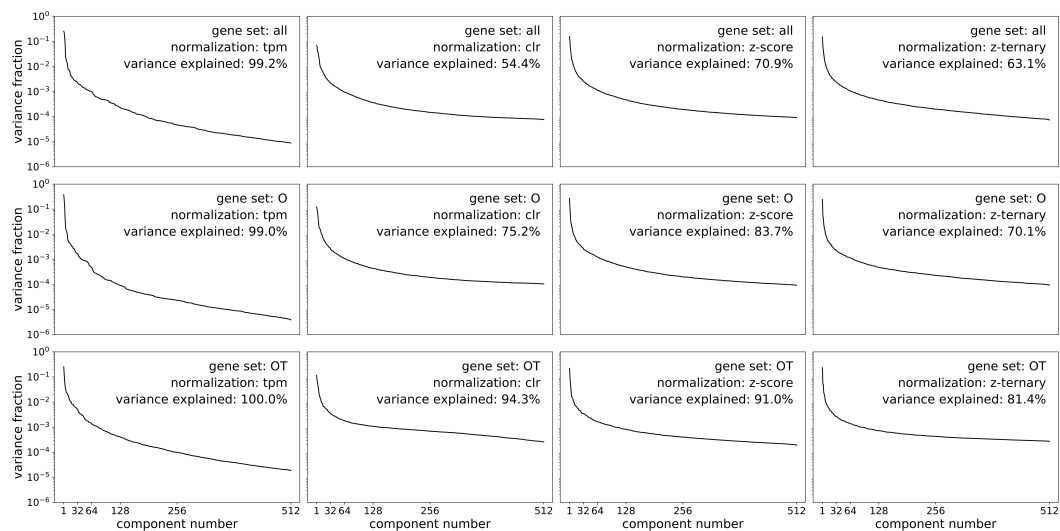 10⁰
10⁻¹
10⁻²
10⁻³
10⁻⁴
10⁻⁵
10⁻⁶
variance fraction
gene set: all
normalization: tpm
variance explained: 99.2%
gene set: all
normalization: clr
variance explained: 54.4%
gene set: all
normalization: z-score
variance explained: 70.9%
gene set: all
normalization: z-ternary
variance explained: 63.1%
10⁰
10⁻¹
10⁻²
10⁻³
10⁻⁴
10⁻⁵
10⁻⁶
variance fraction
gene set: O
normalization: tpm
variance explained: 99.0%
gene set: O
normalization: clr
variance explained: 75.2%
gene set: O
normalization: z-score
variance explained: 83.7%
gene set: O
normalization: z-ternary
variance explained: 70.1%
10⁰
10⁻¹
10⁻²
10⁻³
10⁻⁴
10⁻⁵
10⁻⁶
variance fraction
gene set: OT
normalization: tpm
variance explained: 100.0%
gene set: OT
normalization: clr
variance explained: 94.3%
gene set: OT
normalization: z-score
variance explained: 91.0%
gene set: OT
normalization: z-ternary
variance explained: 81.4%
1 32 64 128 256 512
component number
1 32 64 128 256 512
component number
1 32 64 128 256 512
component number
1 32 64 128 256 512
component number